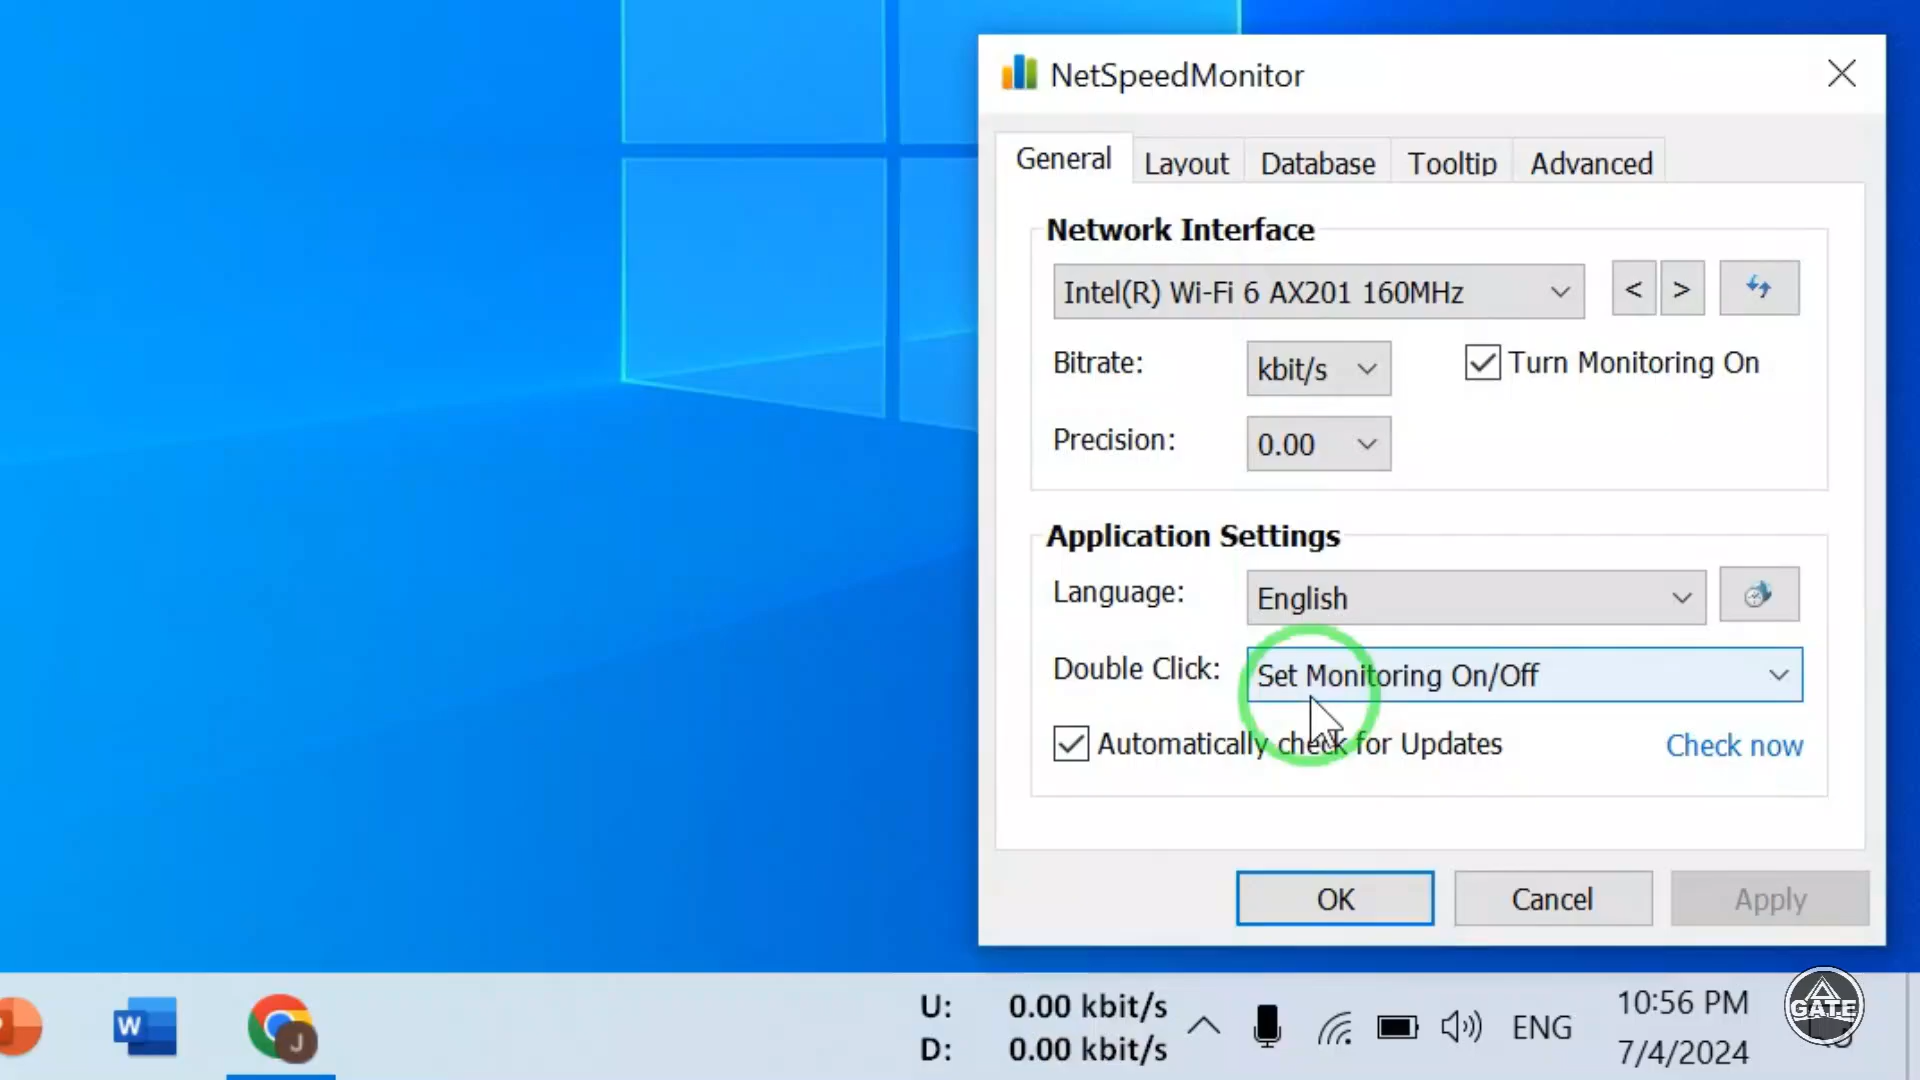 NetSpeedMonitor
General Layout Database Tooltip Advanced
Network Interface
Intel(R) Wi-Fi 6 AX201 160MHz < >
Bitrate: kbit/s Turn Monitoring On
Precision: 0.00
Application Settings
Language: English
Double Click: Set Monitoring On/Off
Automatically check for Updates Check now
OK Cancel Apply
W
J
U: 0.00 kbit/s
D: 0.00 kbit/s
ENG
10:56 PM
7/4/2024
GATE